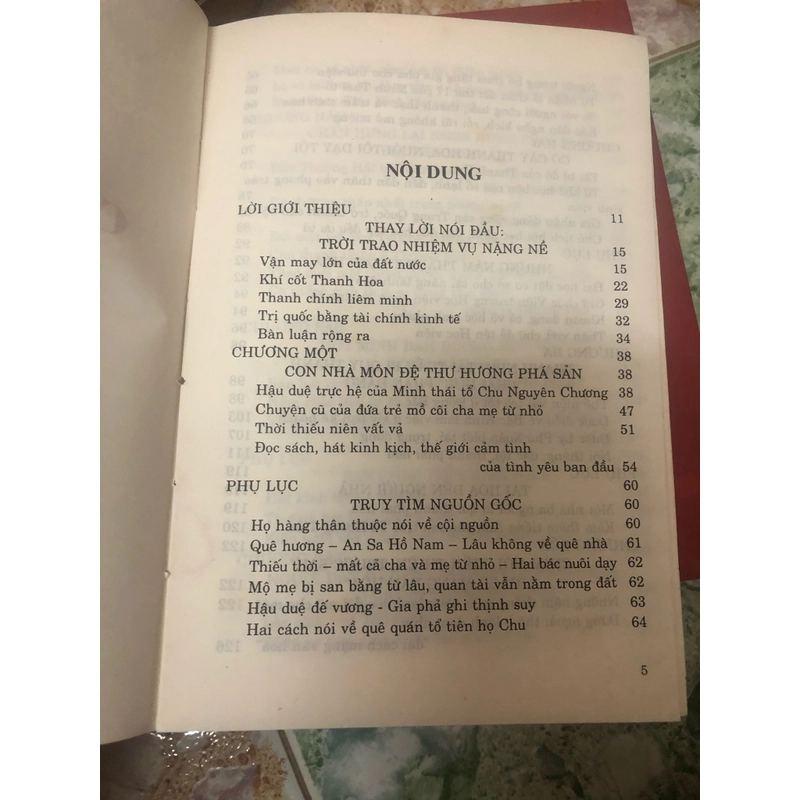 NỘI DUNG
LỜI GIỚI THIỆU 11
THAY LỜI NÓI ĐẦU:
TRỜI TRAO NHIỆM VỤ NẶNG NỀ 15
Vận may lớn của đất nước 15
Khí cốt Thanh Hoa 22
Thanh chính liêm minh 29
Trị quốc bằng tài chính kinh tế 32
Bàn luận rộng ra 34
CHƯƠNG MỘT 38
CON NHÀ MÔN ĐỆ THƯ HƯƠNG PHÁ SẢN 38
Hậu duệ trực hệ của Minh thái tổ Chu Nguyên Chương 38
Chuyện cũ của đứa trẻ mồ côi cha mẹ từ nhỏ 47
Thời thiếu niên vất vả 51
Đọc sách, hát kinh kịch, thế giới cảm tình
của tình yêu ban đầu 54
PHỤ LỤC 60
TRUY TÌM NGUỒN GỐC 60
Họ hàng thân thuộc nói về cội nguồn 60
Quê hương – An Sa Hồ Nam – Lâu không về quê nhà 61
Thiếu thời – mất cả cha và mẹ từ nhỏ – Hai bác nuôi dạy 62
Mộ mẹ bị san bằng từ lâu, quan tài vẫn nằm trong đất 62
Hậu duệ đế vương - Gia phả ghi thịnh suy 63
Hai cách nói về quê quán tổ tiên họ Chu 64
5